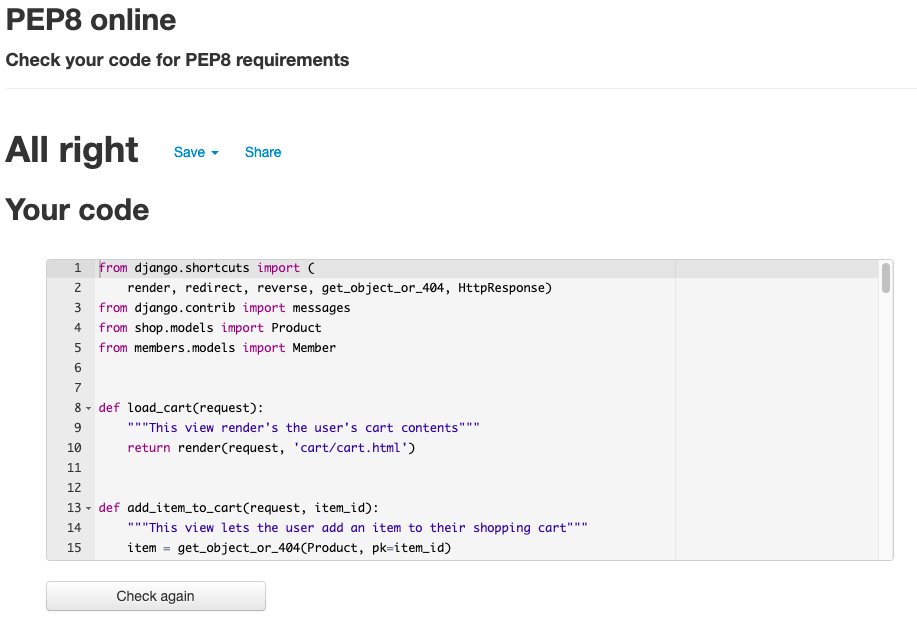 PEP8 online
Check your code for PEP8 requirements
All right Save Share
Your code
1 from django.shortcuts import (
2     render, redirect, reverse, get_object_or_404, HttpResponse)
3 from django.contrib import messages
4 from shop.models import Product
5 from members.models import Member
6
7
8 def load_cart(request):
9     """This view render's the user's cart contents"""
10     return render(request, 'cart/cart.html')
11
12
13 def add_item_to_cart(request, item_id):
14     """This view lets the user add an item to their shopping cart"""
15     item = get_object_or_404(Product, pk=item_id)
Check again